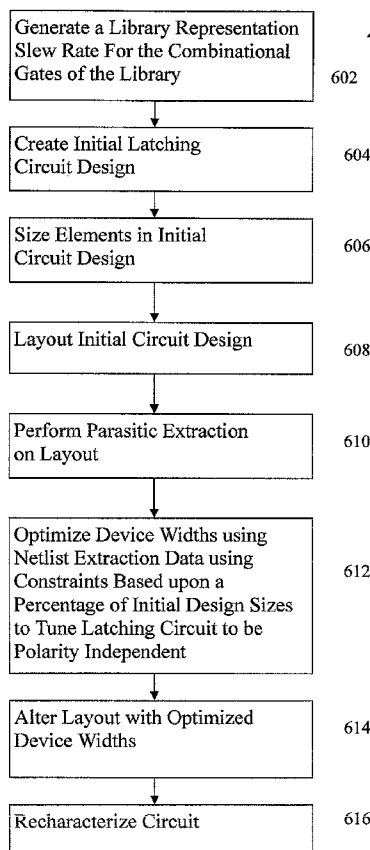 Generate a Library Representation
Slew Rate For the Combinational
Gates of the Library
602
Create Initial Latching
Circuit Design
604
Size Elements in Initial
Circuit Design
606
Layout Initial Circuit Design
608
Perform Parasitic Extraction
on Layout
610
Optimize Device Widths using
Netlist Extraction Data using
Constraints Based upon a
Percentage of Initial Design Sizes
to Tune Latching Circuit to be
Polarity Independent
612
Alter Layout with Optimized
Device Widths
614
Recharacterize Circuit
616